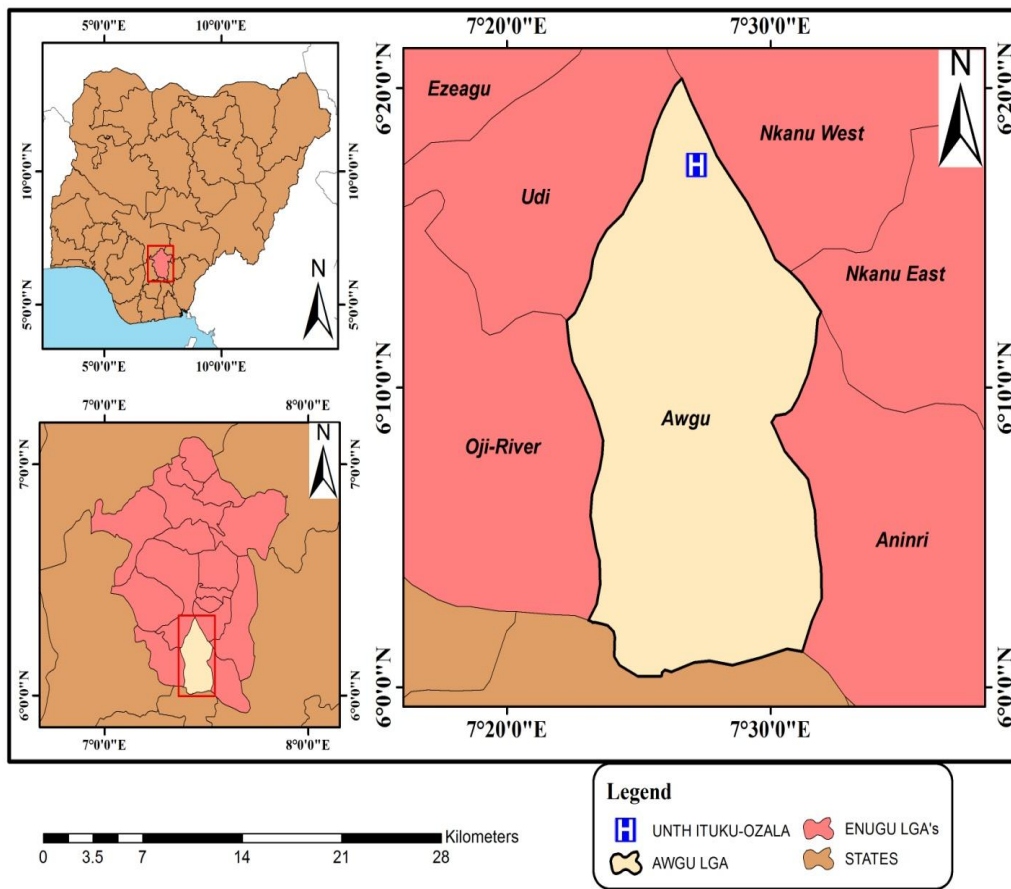 5°0'0"E 10°0'0"E
10°0'0"N
10°0'0"N
5°0'0"N
5°0'0"N
N
5°0'0"E 10°0'0"E
7°0'0"E 8°0'0"E
7°0'0"N
7°0'0"N
6°0'0"N
6°0'0"N
N
7°0'0"E 8°0'0"E
7°20'0"E 7°30'0"E
6°20'0"N
6°20'0"N
6°10'0"N
6°10'0"N
6°0'0"N
6°0'0"N
N
Ezeagu
Nkanu West
H
Udi
Nkanu East
Awgu
Oji-River
Aninri
7°20'0"E 7°30'0"E
Kilometers
0 3.5 7 14 21 28
Legend
H UNTH ITUKU-OZALA
ENUGU LGA's
AWGU LGA
STATES